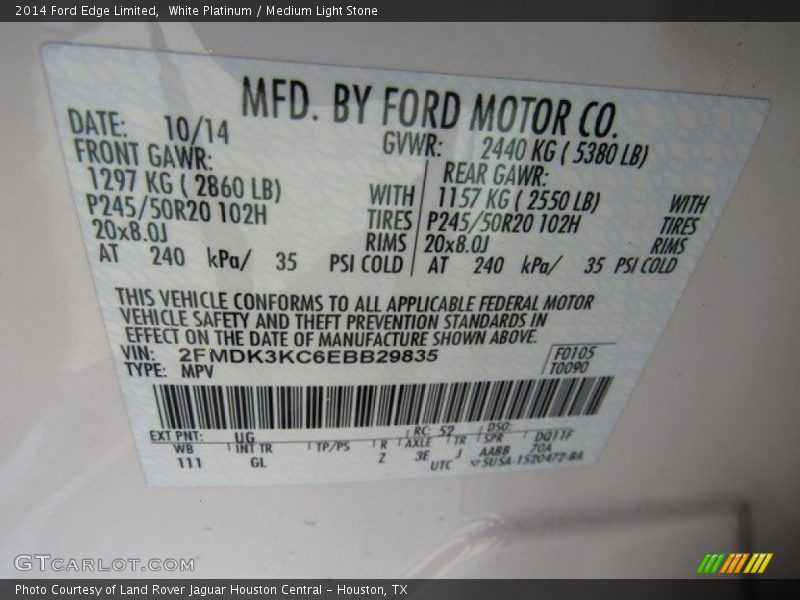 2014 Ford Edge Limited,  White Platinum / Medium Light Stone
MFD. BY FORD MOTOR CO.
DATE: 10/14 GVWR: 2440 KG ( 5380 LB)
FRONT GAWR: REAR GAWR:
1297 KG ( 2860 LB) WITH 1157 KG ( 2550 LB) WITH
P245/50R20 102H TIRES P245/50R20 102H TIRES
20x8.0J RIMS 20x8.0J RIMS
AT 240 kPa/ 35 PSI COLD AT 240 kPa/ 35 PSI COLD
THIS VEHICLE CONFORMS TO ALL APPLICABLE FEDERAL MOTOR
VEHICLE SAFETY AND THEFT PREVENTION STANDARDS IN
EFFECT ON THE DATE OF MANUFACTURE SHOWN ABOVE.
VIN: 2FMDK3KC6EBB29835 F0105
TYPE: MPV T0090
EXT PNT: UG RC: 52 DSO:
WB INT TR TP/PS R AXLE TR SPR DQ11F
111 GL Z 3E J AABB 70A
UTC ▽5USA-1520472-BA
GTCARLOT.COM
Photo Courtesy of Land Rover Jaguar Houston Central - Houston, TX